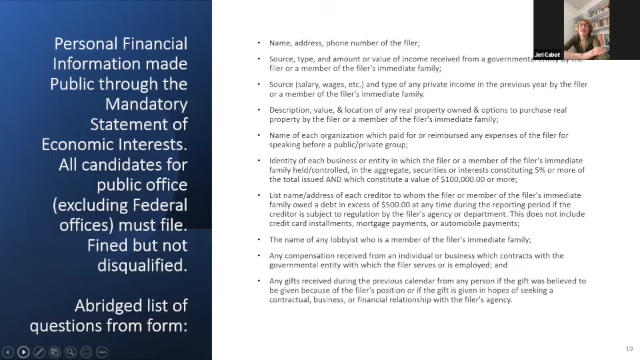 Personal Financial
Information made
Public through the
Mandatory
Statement of
Economic Interests.
All candidates for
public office
(excluding Federal
offices) must file.
Fined but not
disqualified.
Abridged list of
questions from form:
• Name, address, phone number of the filer;
• Source, type, and amount or value of income received from a governmental entity by the
filer or a member of the filer's immediate family;
• Source (salary, wages, etc.) and type of any private income in the previous year by the filer
or a member of the filer's immediate family.
• Description, value, & location of any real property owned & options to purchase real
property by the filer or a member of the filer's immediate family;
• Name of each organization which paid for or reimbursed any expenses of the filer for
speaking before a public/private group;
• Identity of each business or entity in which the filer or a member of the filer's immediate
family held/controlled, in the aggregate, securities or interests constituting 5% or more of
the total issued AND which constitute a value of $100,000.00 or more;
• List name/address of each creditor to whom the filer or member of the filer's immediate
family owed a debt in excess of $500.00 at any time during the reporting period if the
creditor is subject to regulation by the filer's agency or department. This does not include
credit card installments, mortgage payments, or automobile payments;
• The name of any lobbyist who is a member of the filer's immediate family;
• Any compensation received from an individual or business which contracts with the
governmental entity with which the filer serves or is employed; and
• Any gifts received during the previous calendar from any person if the gift was believed to
be given because of the filer's position or if the gift is given in hopes of seeking a
contractual, business, or financial relationship with the filer's agency.
Jeri Cabot
19